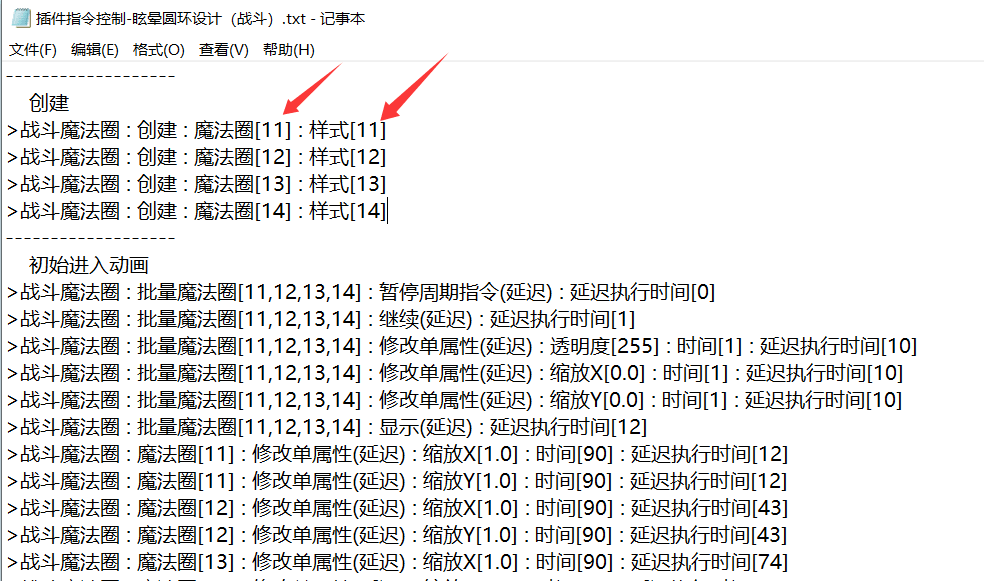 插件指令控制-眩晕圆环设计（战斗）.txt - 记事本
文件(F) 编辑(E) 格式(O) 查看(V) 帮助(H)
-------------------
创建
>战斗魔法圈 : 创建 : 魔法圈[11] : 样式[11]
>战斗魔法圈 : 创建 : 魔法圈[12] : 样式[12]
>战斗魔法圈 : 创建 : 魔法圈[13] : 样式[13]
>战斗魔法圈 : 创建 : 魔法圈[14] : 样式[14]
-------------------
初始进入动画
>战斗魔法圈 : 批量魔法圈[11,12,13,14] : 暂停周期指令(延迟) : 延迟执行时间[0]
>战斗魔法圈 : 批量魔法圈[11,12,13,14] : 继续(延迟) : 延迟执行时间[1]
>战斗魔法圈 : 批量魔法圈[11,12,13,14] : 修改单属性(延迟) : 透明度[255] : 时间[1] : 延迟执行时间[10]
>战斗魔法圈 : 批量魔法圈[11,12,13,14] : 修改单属性(延迟) : 缩放X[0.0] : 时间[1] : 延迟执行时间[10]
>战斗魔法圈 : 批量魔法圈[11,12,13,14] : 修改单属性(延迟) : 缩放Y[0.0] : 时间[1] : 延迟执行时间[10]
>战斗魔法圈 : 批量魔法圈[11,12,13,14] : 显示(延迟) : 延迟执行时间[12]
>战斗魔法圈 : 魔法圈[11] : 修改单属性(延迟) : 缩放X[1.0] : 时间[90] : 延迟执行时间[12]
>战斗魔法圈 : 魔法圈[11] : 修改单属性(延迟) : 缩放Y[1.0] : 时间[90] : 延迟执行时间[12]
>战斗魔法圈 : 魔法圈[12] : 修改单属性(延迟) : 缩放X[1.0] : 时间[90] : 延迟执行时间[43]
>战斗魔法圈 : 魔法圈[12] : 修改单属性(延迟) : 缩放Y[1.0] : 时间[90] : 延迟执行时间[43]
>战斗魔法圈 : 魔法圈[13] : 修改单属性(延迟) : 缩放X[1.0] : 时间[90] : 延迟执行时间[74]